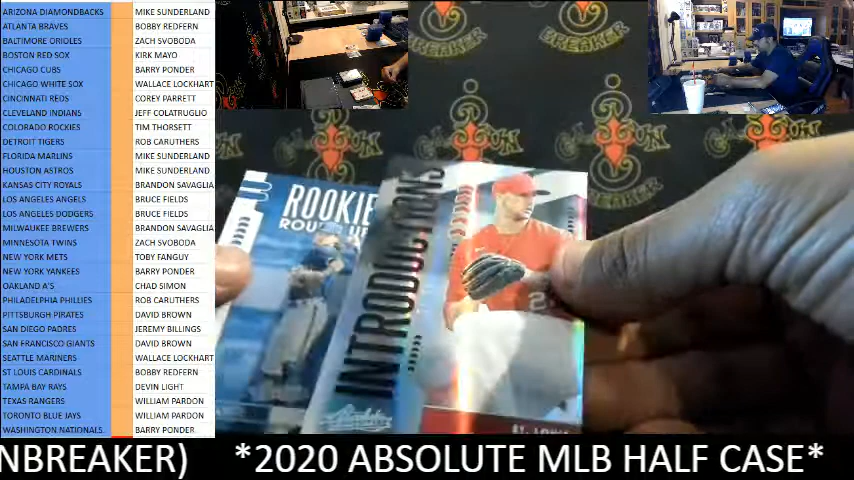 ARIZONA DIAMONDBACKS MIKE SUNDERLAND
ATLANTA BRAVES BOBBY REDFERN
BALTIMORE ORIOLES ZACH SVOBODA
BOSTON RED SOX KIRK MAYO
CHICAGO CUBS BARRY PONDER
CHICAGO WHITE SOX WALLACE LOCKHART
CINCINNATI REDS COREY PARRETT
CLEVELAND INDIANS JEFF COLATRUGLIO
COLORADO ROCKIES TIM THORSETT
DETROIT TIGERS ROB CARUTHERS
FLORIDA MARLINS MIKE SUNDERLAND
HOUSTON ASTROS MIKE SUNDERLAND
KANSAS CITY ROYALS BRANDON SAVAGLIA
LOS ANGELES ANGELS BRUCE FIELDS
LOS ANGELES DODGERS BRUCE FIELDS
MILWAUKEE BREWERS BRANDON SAVAGLIA
MINNESOTA TWINS ZACH SVOBODA
NEW YORK METS TOBY FANGUY
NEW YORK YANKEES BARRY PONDER
OAKLAND A'S CHAD SIMON
PHILADELPHIA PHILLIES ROB CARUTHERS
PITTSBURGH PIRATES DAVID BROWN
SAN DIEGO PADRES JEREMY BILLINGS
SAN FRANCISCO GIANTS DAVID BROWN
SEATTLE MARINERS WALLACE LOCKHART
ST LOUIS CARDINALS BOBBY REDFERN
TAMPA BAY RAYS DEVIN LIGHT
TEXAS RANGERS WILLIAM PARDON
TORONTO BLUE JAYS WILLIAM PARDON
WASHINGTON NATIONALS BARRY PONDER
BREAKER
BREAKER
BREAKER
BREAKER
ROOKIE
INTRODUCTIONS
Absolute
NBREAKER) *2020 ABSOLUTE MLB HALF CASE*